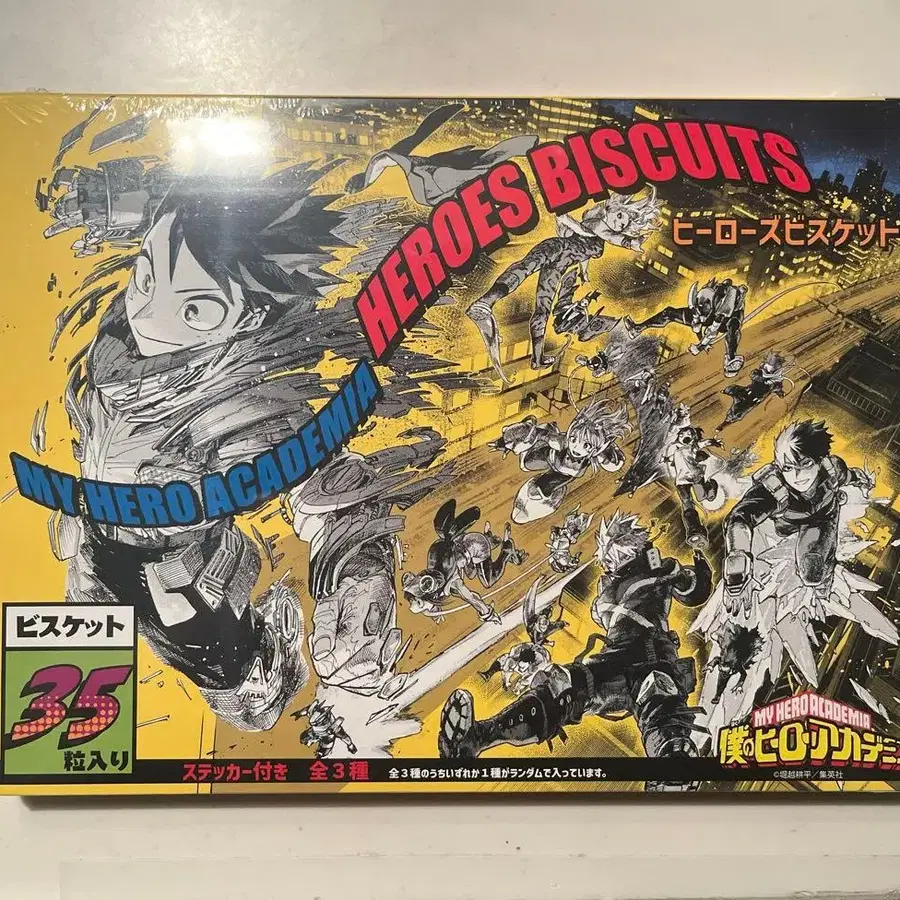 HEROES BISCUITS
ヒーローズビスケット
MY HERO ACADEMIA
ビスケット
35
粒入り
ステッカー付き 全3種 全3種のうちいずれか1種がランダムで入っています。
MY HERO ACADEMIA
僕のヒーローアカデミ
©堀越耕平／集英社